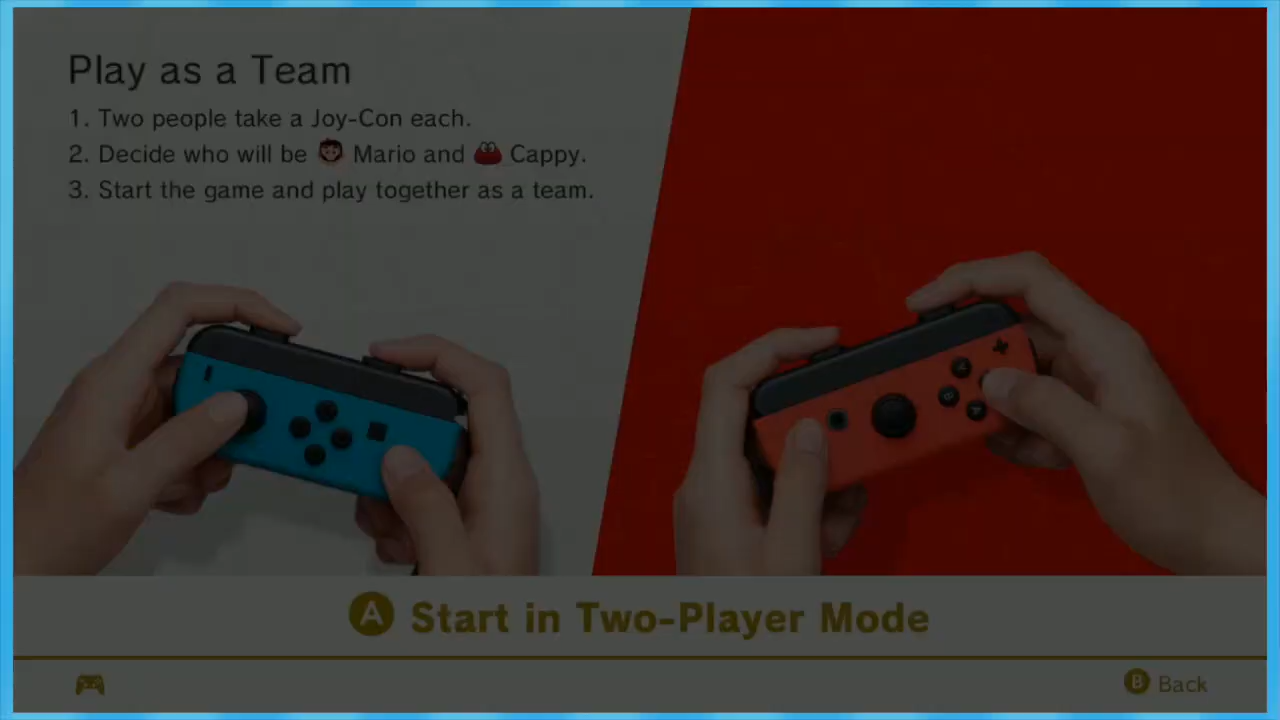 Play as a Team
1. Two people take a Joy-Con each.
2. Decide who will be Mario and Cappy.
3. Start the game and play together as a team.
A Start in Two-Player Mode
B Back